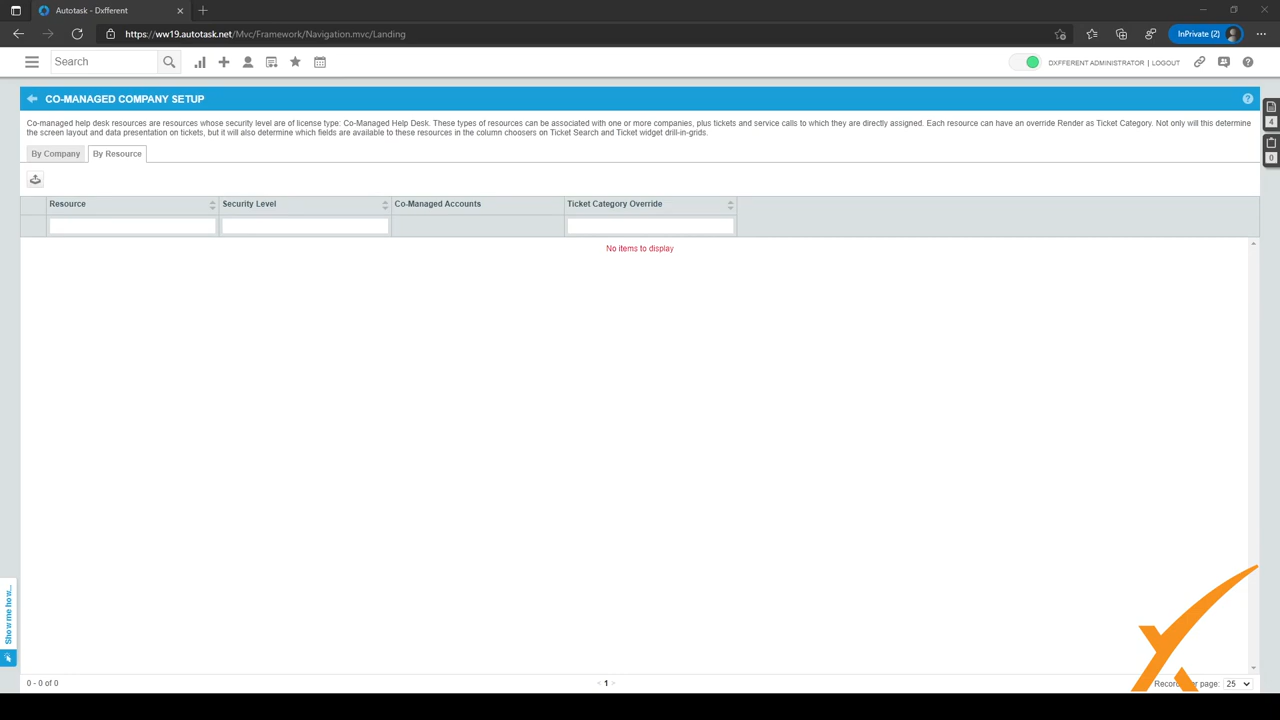 Autotask - Dxfferent
https://ww19.autotask.net/Mvc/Framework/Navigation.mvc/Landing
InPrivate (2)
Search
DXFFERENT ADMINISTRATOR | LOGOUT
CO-MANAGED COMPANY SETUP
Co-managed help desk resources are resources whose security level are of license type; Co-Managed Help Desk. These types of resources can be associated with one or more companies, plus tickets and service calls to which they are directly assigned. Each resource can have an override Render as Ticket Category. Not only will this determine
the screen layout and data presentation on tickets, but it will also determine which fields are available to these resources in the column choosers on Ticket Search and Ticket widget drill-in-grids.
4
0
By Company
By Resource
Resource
Security Level
Co-Managed Accounts
Ticket Category Override
No items to display
Show me how...
0 - 0 of 0
< 1 >
page: 25